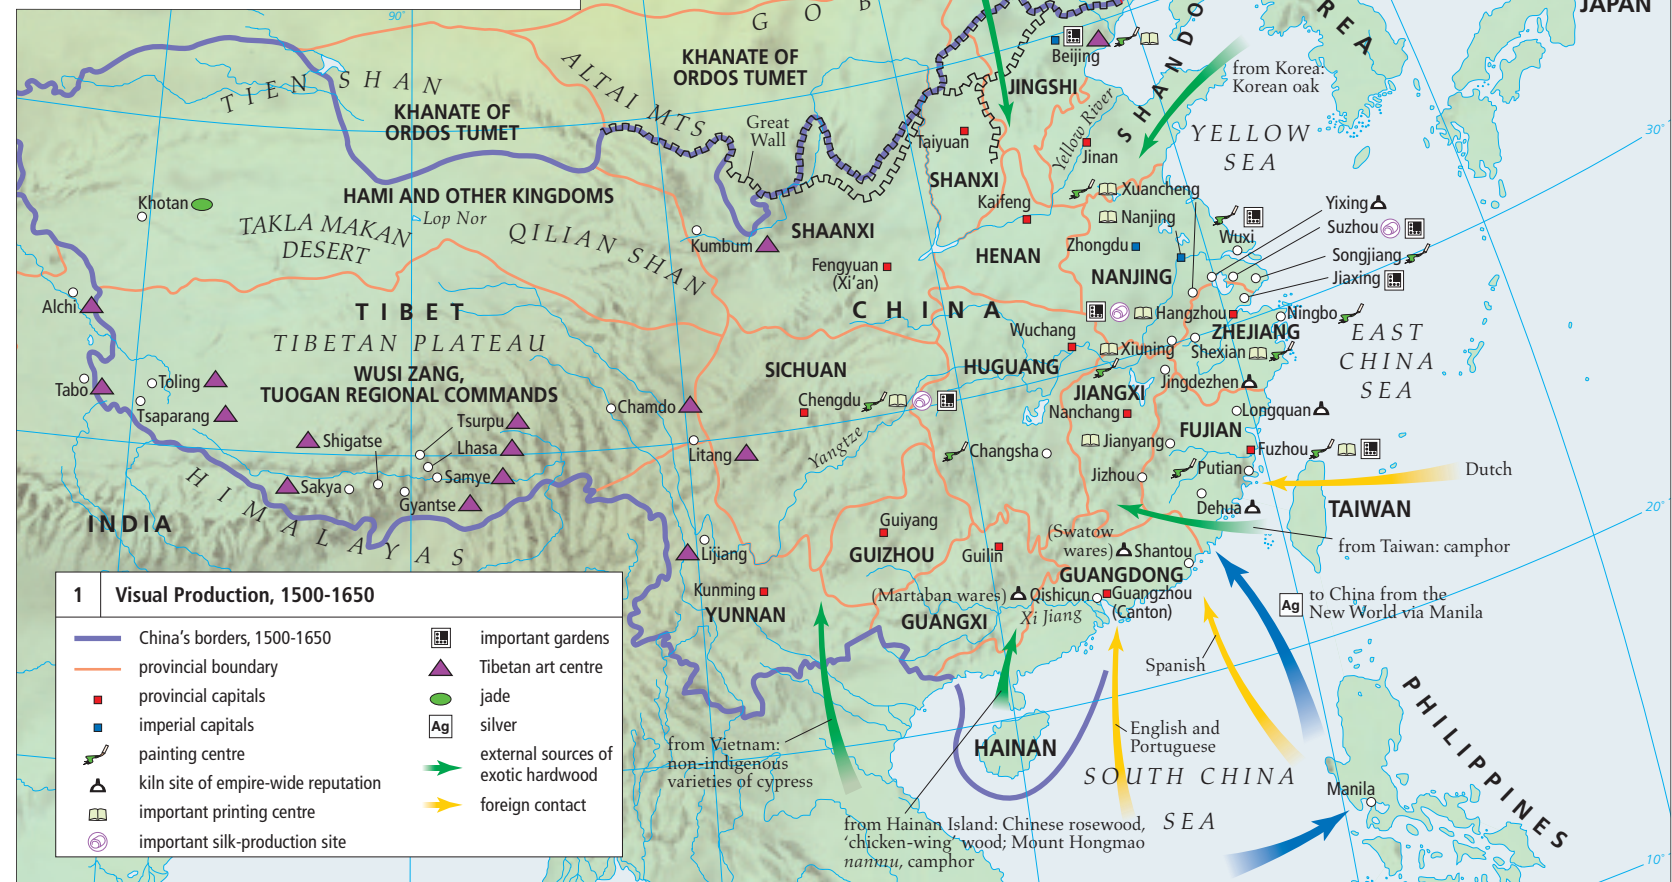 90°
G O B
KHANATE OF
ORDOS TUMET
ALTAI MTS
TIEN SHAN
KHANATE OF
ORDOS TUMET
Great
Wall
Beijing
JINGSHI
Yellow River
SHANDO
REA
JAPAN
from Korea:
Korean oak
YELLOW
SEA
30°
Taiyuan
Jinan
SHANXI
Kaifeng
Xuancheng
Nanjing
Zhongdu
HENAN
NANJING
Wuxi
Yixing
Suzhou
Songjiang
Jiaxing
Khotan
HAMI AND OTHER KINGDOMS
TAKLA MAKAN
DESERT
Lop Nor
QILIAN SHAN
Kumbum
SHAANXI
Fengyuan
(Xi'an)
Alchi
TIBET
TIBETAN PLATEAU
CHINA
Wuchang
Hangzhou
ZHEJIANG
Ningbo
EAST
CHINA
SEA
Xiuning
Shexian
HUGUANG
SICHUAN
Tabo
Toling
Tsaparang
WUSI ZANG,
TUOGAN REGIONAL COMMANDS
Chamdo
Chengdu
JIANGXI
Nanchang
Jingdezhen
Longquan
Tsurpu
Lhasa
Shigatse
Samye
Sakya
Gyantse
Litang
Yangtze
Changsha
Jianyang
FUJIAN
Fuzhou
Jizhou
Putian
Dehua
Dutch
TAIWAN
20°
from Taiwan: camphor
HIMALAYAS
INDIA
Lijiang
Kunming
YUNNAN
Guiyang
GUIZHOU
Guilin
(Swatow
wares)
Shantou
GUANGDONG
(Martaban wares)
Qishicun
Guangzhou
(Canton)
GUANGXI
Xi Jiang
Ag
to China from the
New World via Manila
Spanish
English and
Portuguese
HAINAN
SOUTH CHINA
SEA
Manila
PHILIPPINES
10°
from Vietnam:
non-indigenous
varieties of cypress
from Hainan Island: Chinese rosewood,
'chicken-wing' wood; Mount Hongmao
nanmu, camphor
1 Visual Production, 1500-1650
China's borders, 1500-1650
provincial boundary
provincial capitals
imperial capitals
painting centre
kiln site of empire-wide reputation
important printing centre
important silk-production site
important gardens
Tibetan art centre
jade
Ag silver
external sources of
exotic hardwood
foreign contact